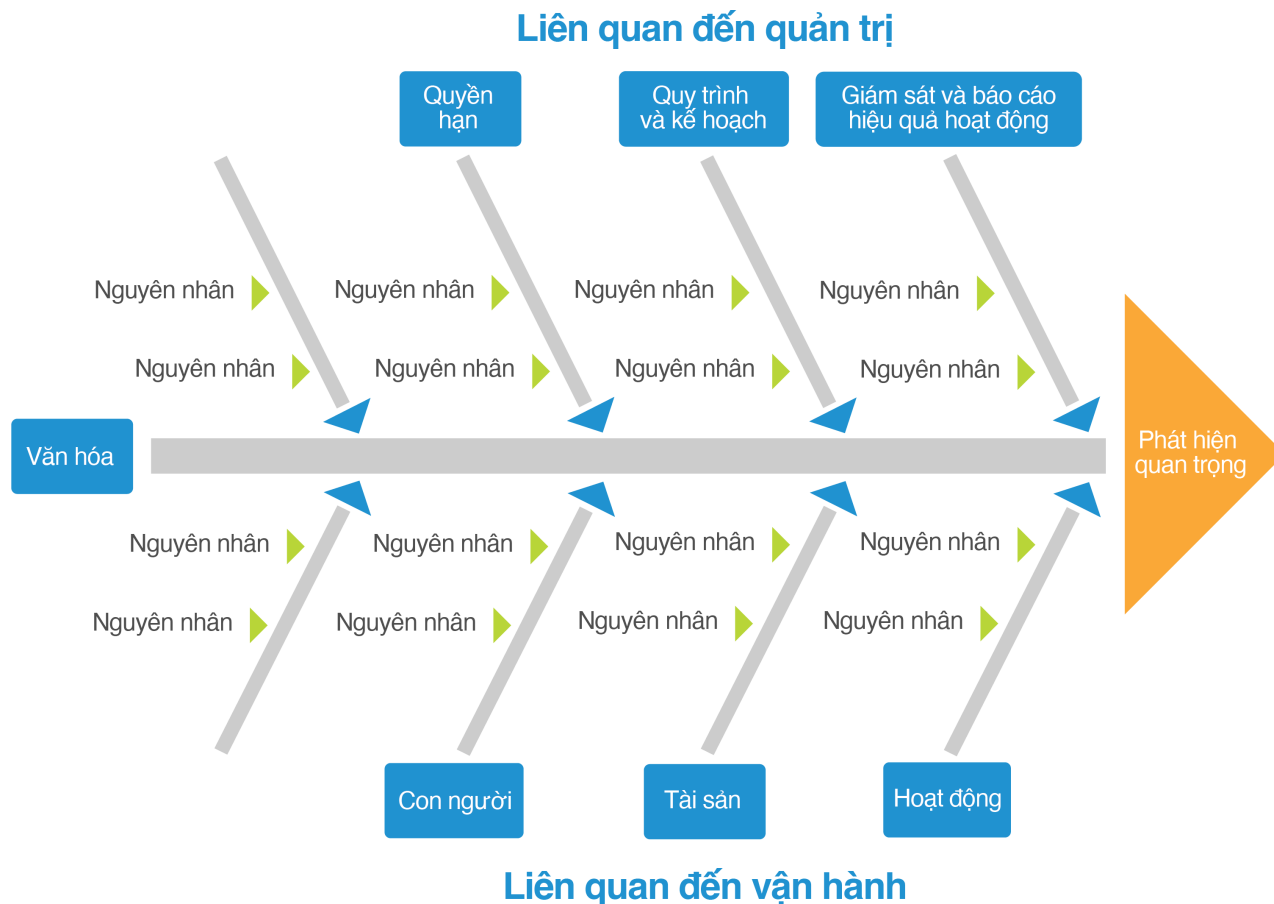 Liên quan đến quản trị
Quyền
hạn
Quy trình
và kế hoạch
Giám sát và báo cáo
hiệu quả hoạt động
Nguyên nhân
Nguyên nhân
Nguyên nhân
Nguyên nhân
Nguyên nhân
Nguyên nhân
Nguyên nhân
Nguyên nhân
Văn hóa
Phát hiện
quan trọng
Nguyên nhân
Nguyên nhân
Nguyên nhân
Nguyên nhân
Nguyên nhân
Nguyên nhân
Nguyên nhân
Nguyên nhân
Con người
Tài sản
Hoạt động
Liên quan đến vận hành